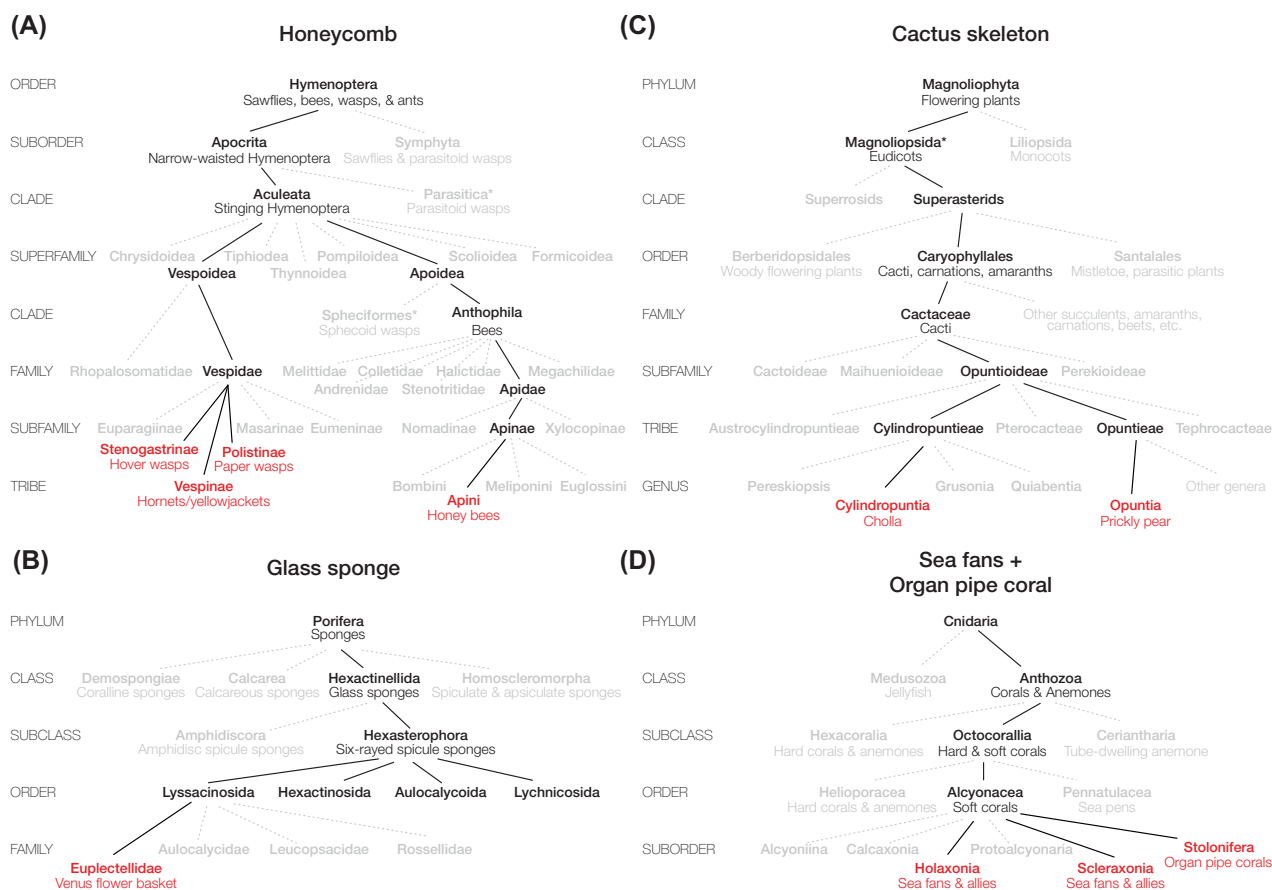 (A)
Honeycomb
ORDER
Hymenoptera
Sawflies, bees, wasps, & ants
SUBORDER
Apocrita
Symphyta
Narrow-waisted Hymenoptera
Sawflies & parasitoid wasps
CLADE
Aculeata
Parasitica*
Stinging Hymenoptera
Parasitoid wasps
SUPERFAMILY
Chrysidoidea
Tiphiodea
Pompiloidea
Scolioidea
Formicoidea
Vespoidea
Thynnoidea
Apoidea
CLADE
Spheciformes*
Anthophila
Sphecoid wasps
Bees
FAMILY
Rhopalosomatidae
Vespidae
Melittidae
Colletidae
Halictidae
Megachilidae
Andrenidae
Stenotritidae
Apidae
SUBFAMILY
Euparagiinae
Masarinae
Eumeninae
Nomadinae
Apinae
Xylocopinae
Stenogastrinae
Hover wasps
Polistinae
Paper wasps
TRIBE
Vespinae
Hornets/yellowjackets
Bombini
Meliponini
Euglossini
Apini
Honey bees
(B)
Glass sponge
PHYLUM
Porifera
Sponges
CLASS
Demospongiae
Calcarea
Hexactinellida
Homoscleromorpha
Coralline sponges
Calcareous sponges
Glass sponges
Spiculate & apsiculate sponges
SUBCLASS
Amphidiscora
Hexasterophora
Amphidisc spicule sponges
Six-rayed spicule sponges
ORDER
Lyssacinosida
Hexactinosida
Aulocalycoida
Lychnicosida
FAMILY
Aulocalycidae
Leucopsacidae
Rossellidae
Euplectellidae
Venus flower basket
(C)
Cactus skeleton
PHYLUM
Magnoliophyta
Flowering plants
CLASS
Magnoliopsida*
Liliopsida
Eudicots
Monocots
CLADE
Superrosids
Superasterids
ORDER
Berberidopsidales
Caryophyllales
Santalales
Woody flowering plants
Cacti, carnations, amaranths
Mistletoe, parasitic plants
FAMILY
Cactaceae
Cacti
Other succulents, amaranths,
carnations, beets, etc.
SUBFAMILY
Cactoideae
Maihuenioideae
Opuntioideae
Perekioideae
TRIBE
Austrocylindropuntieae
Cylindropuntieae
Pterocacteae
Opuntieae
Tephrocacteae
GENUS
Pereskiopsis
Grusonia
Quiabentia
Other genera
Cylindropuntia
Cholla
Opuntia
Prickly pear
(D)
Sea fans +
Organ pipe coral
PHYLUM
Cnidaria
CLASS
Medusozoa
Anthozoa
Jellyfish
Corals & Anemones
SUBCLASS
Hexacoralia
Octocorallia
Ceriantharia
Hard corals & anemones
Hard & soft corals
Tube-dwelling anemone
ORDER
Helioporacea
Alcyonacea
Pennatulacea
Hard corals & anemones
Soft corals
Sea pens
SUBORDER
Alcyoniina
Calcaxonia
Protoalcyonaria
Stolonifera
Organ pipe corals
Holaxonia
Sea fans & allies
Scleraxonia
Sea fans & allies